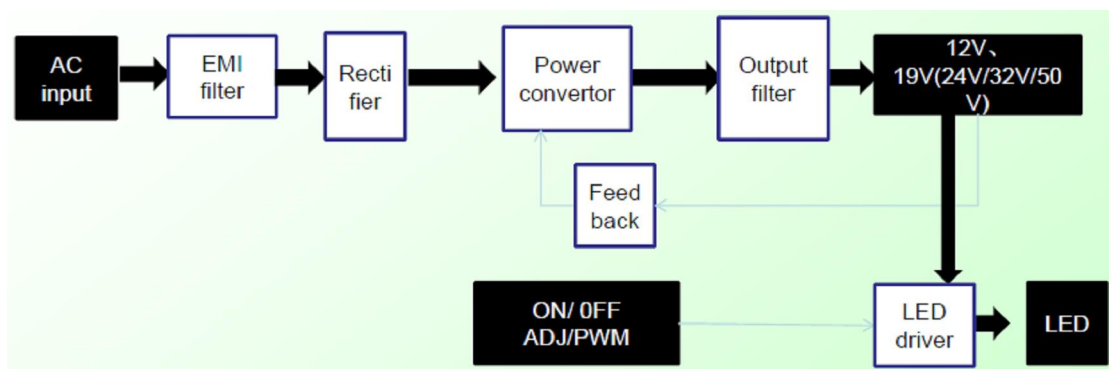 AC
input
EMI
filter
Recti
fier
Power
convertor
Output
filter
12V、
19V(24V/32V/50
V)
Feed
back
ON/ 0FF
ADJ/PWM
LED
driver
LED